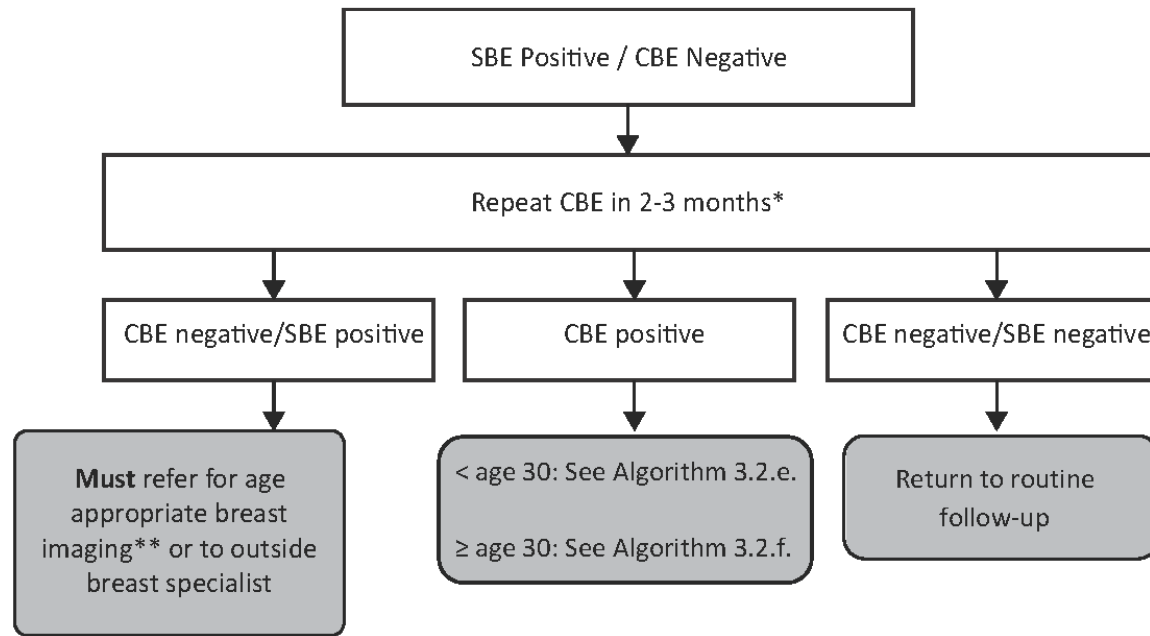 SBE Positive / CBE Negative
Repeat CBE in 2-3 months*
CBE negative/SBE positive
CBE positive
CBE negative/SBE negative
Must refer for age
appropriate breast
imaging** or to outside
breast specialist
< age 30: See Algorithm 3.2.e.
≥ age 30: See Algorithm 3.2.f.
Return to routine
follow-up